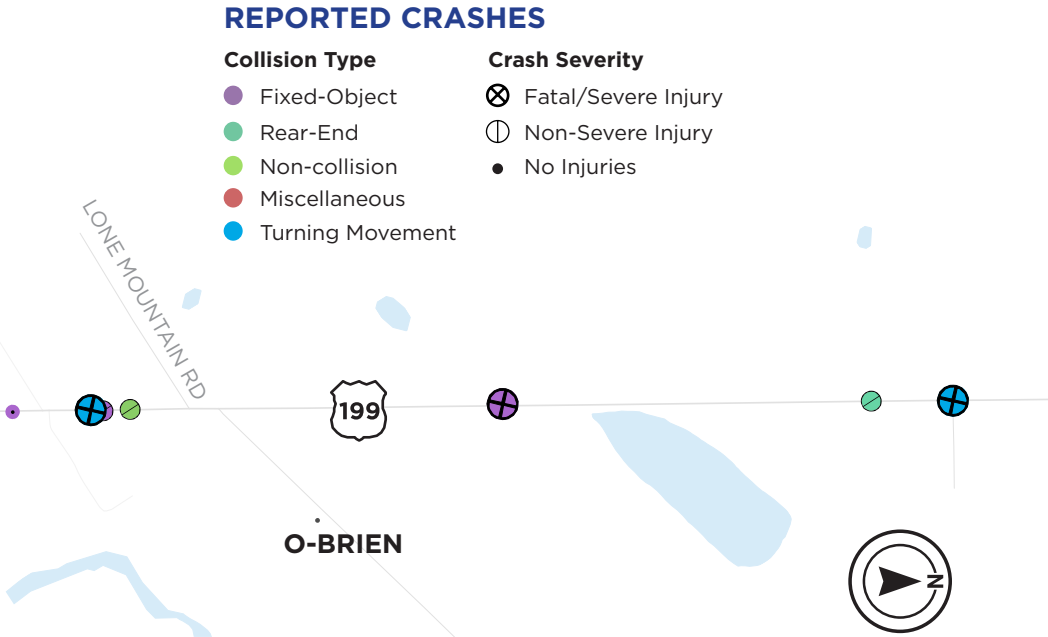 REPORTED CRASHES
Collision Type
Fixed-Object
Rear-End
Non-collision
Miscellaneous
Turning Movement
Crash Severity
Fatal/Severe Injury
Non-Severe Injury
No Injuries
LONE MOUNTAIN RD
199
O-BRIEN
N